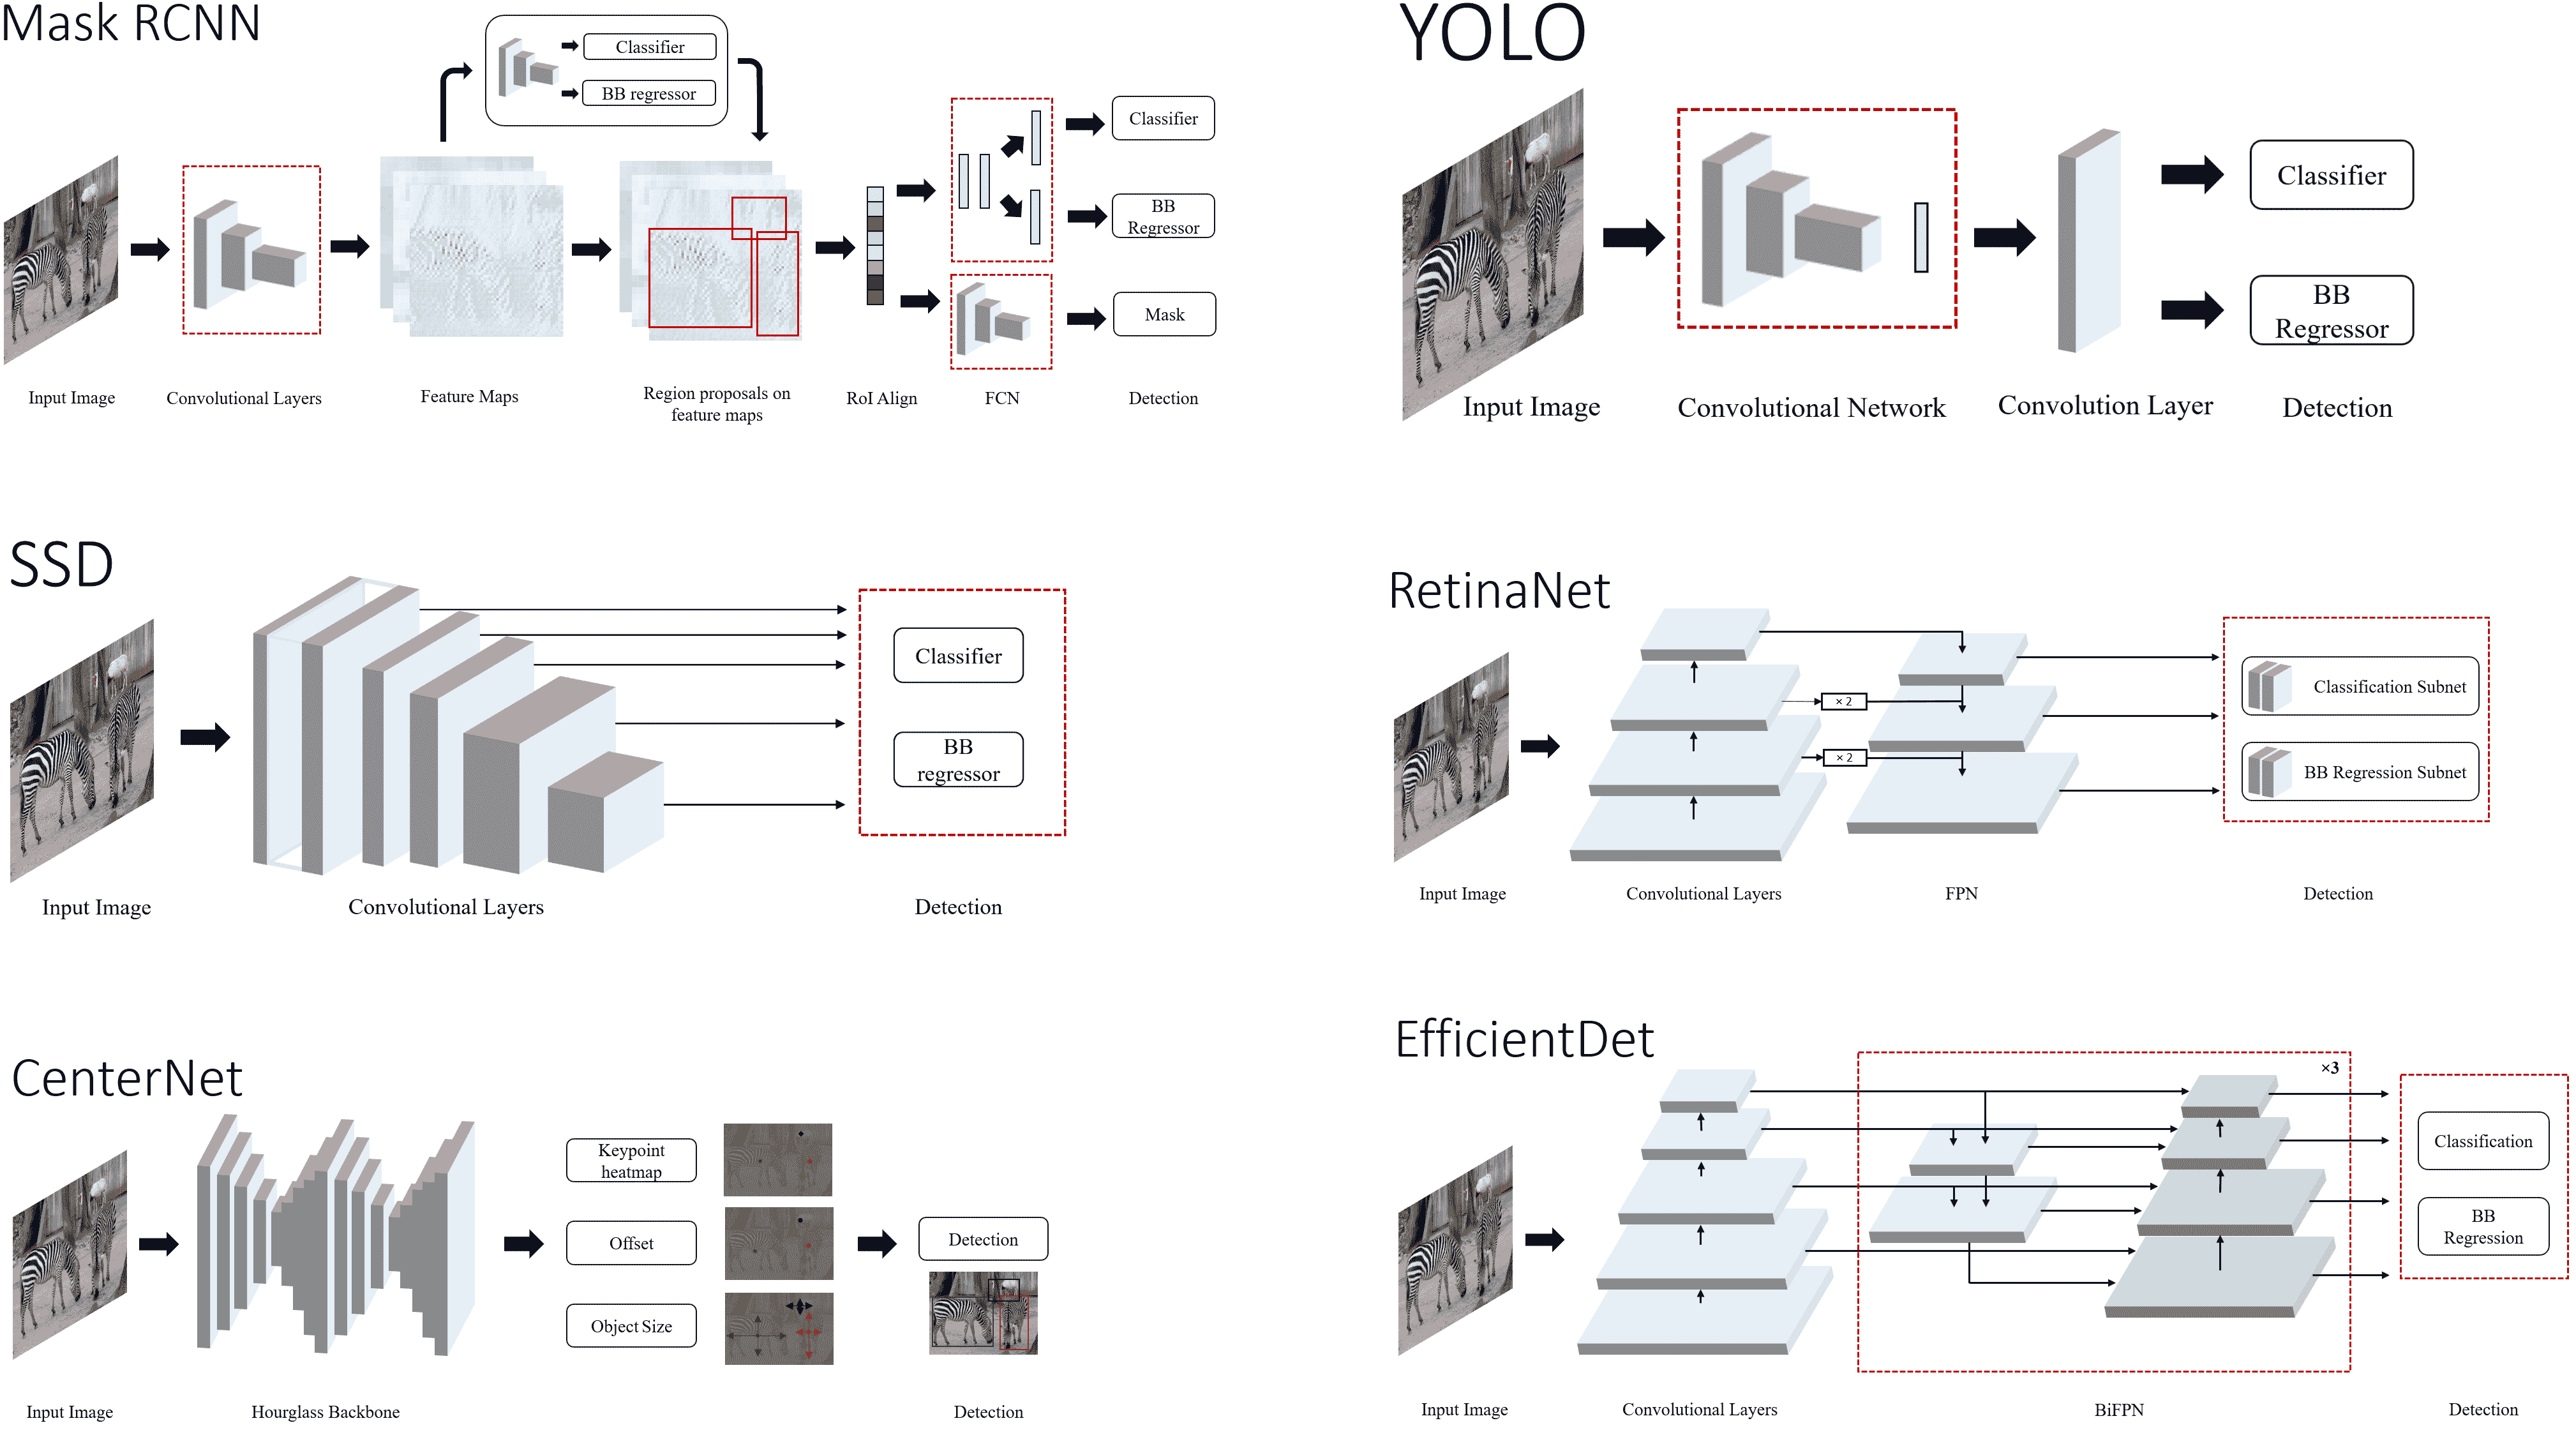 Mask RCNN
Classifier
BB regressor
Classifier
BB
Regressor
Mask
Input Image
Convolutional Layers
Feature Maps
Region proposals on
feature maps
RoI Align
FCN
Detection
YOLO
Classifier
BB
Regressor
Input Image
Convolutional Network
Convolution Layer
Detection
SSD
Classifier
BB
regressor
Input Image
Convolutional Layers
Detection
RetinaNet
× 2
× 2
Classification Subnet
BB Regression Subnet
Input Image
Convolutional Layers
FPN
Detection
CenterNet
Keypoint
heatmap
Offset
Object Size
Detection
Input Image
Hourglass Backbone
Detection
EfficientDet
×3
Classification
BB
Regression
Input Image
Convolutional Layers
BiFPN
Detection